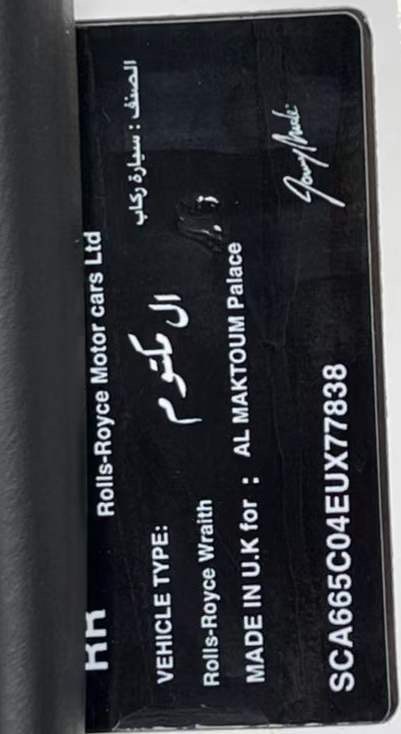 RR
Rolls-Royce Motor cars Ltd
الصنف : سيارة ركاب
VEHICLE TYPE:
ال مكتوم
Rolls-Royce Wraith
MADE IN U.K for : AL MAKTOUM Palace
SCA665C04EUX77838